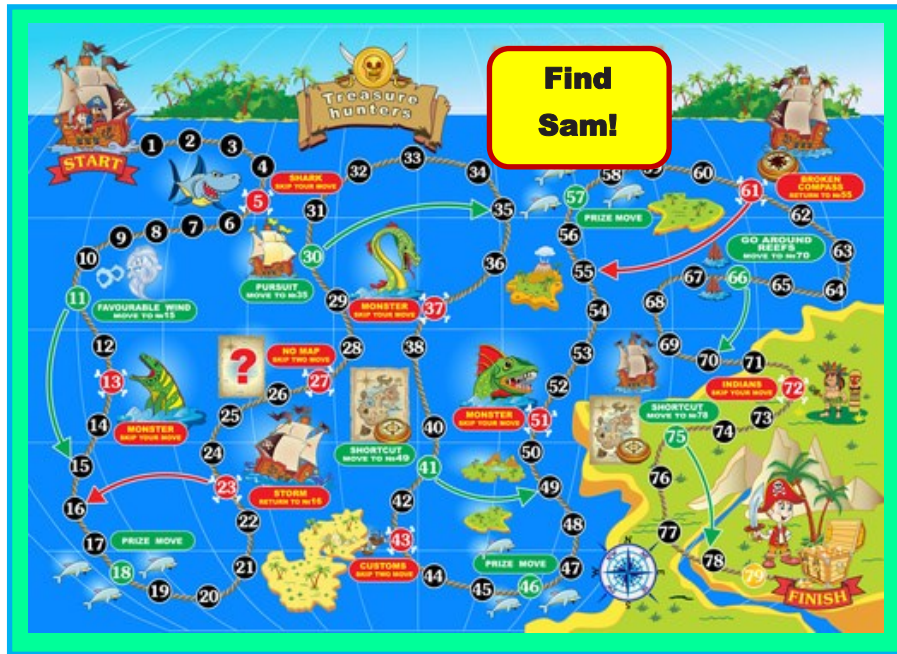 Find
Sam!
Treasure
hunters
START
1
2
3
4
SHARK
SKIP YOUR MOVE
5
6
7
8
9
10
11
FAVOURABLE WIND
MOVE TO №15
12
13
MONSTER
SKIP YOUR MOVE
14
15
16
17
PRIZE MOVE
18
19
20
21
22
23
STORM
RETURN TO №16
24
25
26
?
NO MAP
SKIP TWO MOVE
27
28
29
30
PURSUIT
MOVE TO №35
31
32
33
34
35
36
37
MONSTER
SKIP YOUR MOVE
38
40
41
SHORTCUT
MOVE TO №49
42
43
CUSTOMS
SKIP TWO MOVE
44
45
PRIZE MOVE
46
47
48
49
50
51
MONSTER
SKIP YOUR MOVE
52
53
54
55
56
57
PRIZE MOVE
58
60
61
BROKEN
COMPASS
RETURN TO №55
62
63
64
65
66
GO AROUND
REEFS
MOVE TO №70
67
68
69
70
71
INDIANS
SKIP YOUR MOVE
72
73
74
SHORTCUT
MOVE TO №78
75
76
77
78
79
FINISH
N
W
E
S